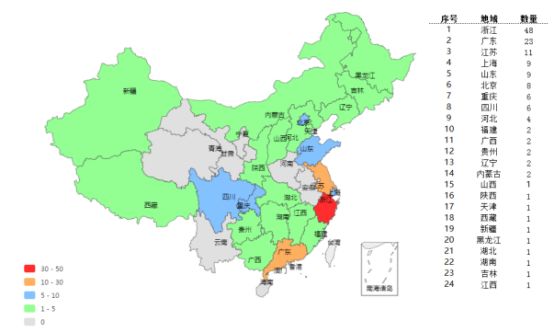 序号 地域 数量
1 浙江 48
2 广东 23
3 江苏 11
4 上海 9
5 山东 9
6 北京 8
7 重庆 6
8 四川 6
9 河北 4
10 福建 2
11 广西 2
12 贵州 2
13 辽宁 2
14 内蒙古 2
15 山西 1
16 陕西 1
17 天津 1
18 西藏 1
19 新疆 1
20 黑龙江 1
21 湖北 1
22 湖南 1
23 吉林 1
24 江西 1
黑龙江
新疆
吉林
辽宁
内蒙古
北京
天津
宁夏
山西
河北
山东
青海
甘肃
陕西
河南
江苏
安徽
上海
西藏
四川
重庆
湖北
浙江
湖南
江西
贵州
福建
云南
台湾
广西
广东
香港
澳门
海南
南海诸岛
30 - 50
10 - 30
5 - 10
1 - 5
0